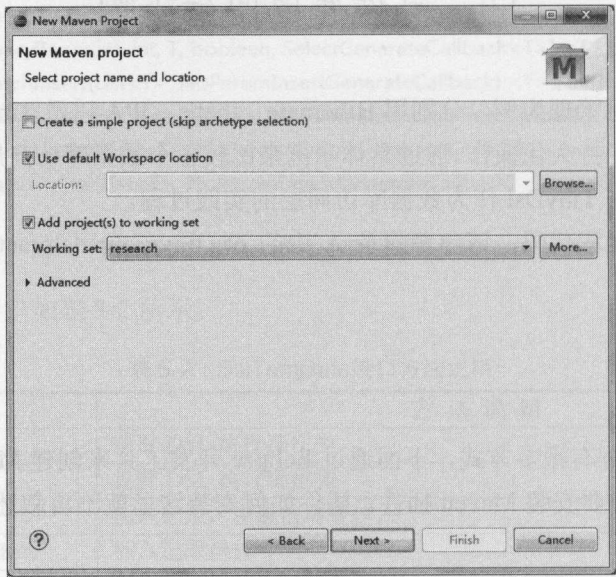 New Maven Project
New Maven project
Select project name and location
M
Create a simple project (skip archetype selection)
Use default Workspace location
Location:
Browse...
Add project(s) to working set
Working set: research
More...
Advanced
?
< Back
Next >
Finish
Cancel